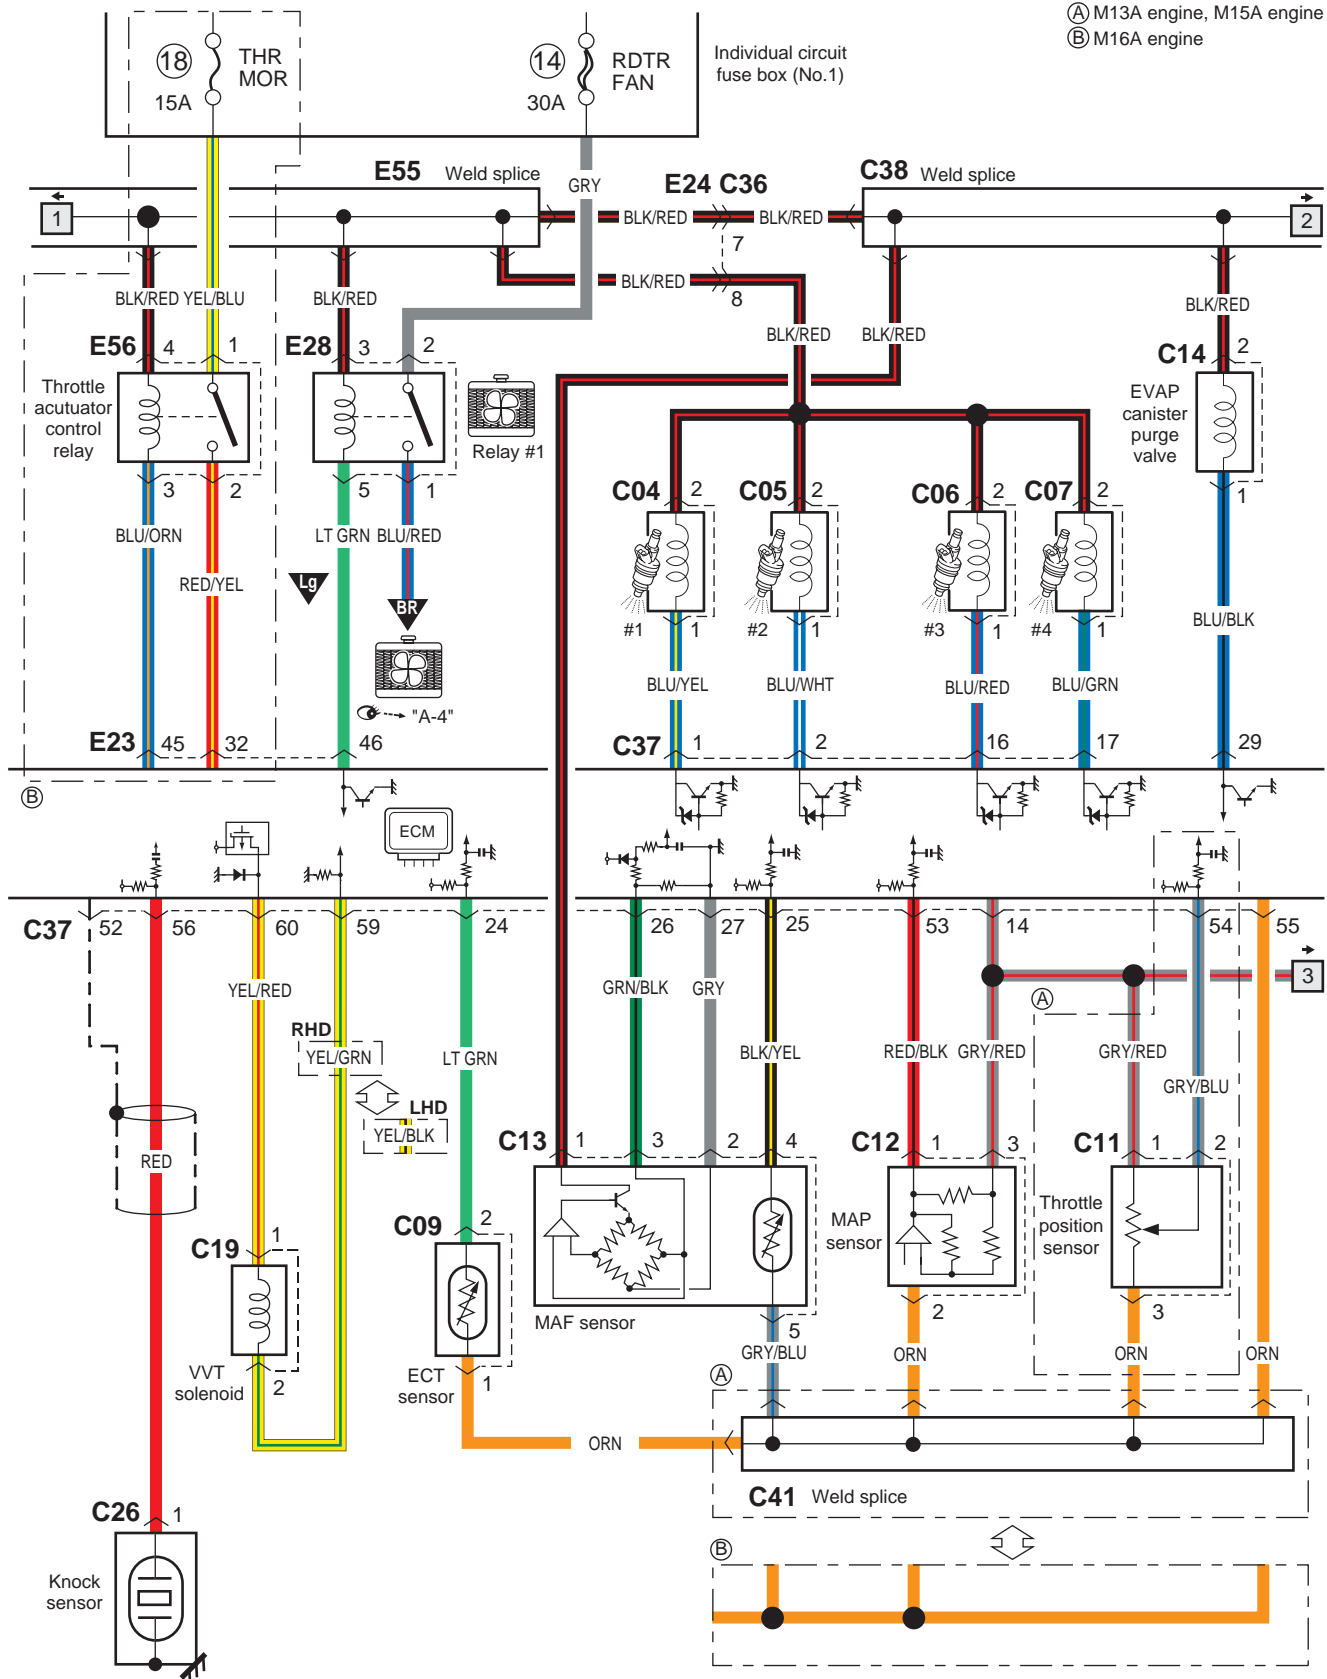 Ⓐ M13A engine, M15A engine
Ⓑ M16A engine
18
THR
MOR
15A
14
RDTR
FAN
30A
Individual circuit
fuse box (No.1)
E55 Weld splice
GRY
E24 C36
C38 Weld splice
1
BLK/RED
BLK/RED
2
7
BLK/RED
8
BLK/RED YEL/BLU
BLK/RED
BLK/RED
BLK/RED
BLK/RED
E56 4 1
E28 3 2
C14 2
Throttle
acutuator
control
relay
Relay #1
EVAP
canister
purge
valve
3 2
5 1
1
C04 2
C05 2
C06 2
C07 2
BLU/ORN
LT GRN BLU/RED
RED/YEL
Lg
BR
#1 1
#2 1
#3 1
#4 1
BLU/BLK
BLU/YEL
BLU/WHT
BLU/RED
BLU/GRN
"A-4"
E23 45 32 46
C37 1 2 16 17 29
Ⓑ
ECM
C37 52 56 60 59 24 26 27 25 53 14 54 55
3
YEL/RED
GRN/BLK
GRY
Ⓐ
RHD
YEL/GRN
LT GRN
BLK/YEL
RED/BLK
GRY/RED
GRY/RED
GRY/BLU
LHD
YEL/BLK
RED
C13 1 3 2 4
C12 1 3
C11 1 2
C09 2
C19 1
MAP
sensor
Throttle
position
sensor
MAF sensor
5
2
3
GRY/BLU
ORN
ORN
ORN
VVT
solenoid
2
ECT
sensor
1
Ⓐ
ORN
C41 Weld splice
C26 1
Ⓑ
Knock
sensor